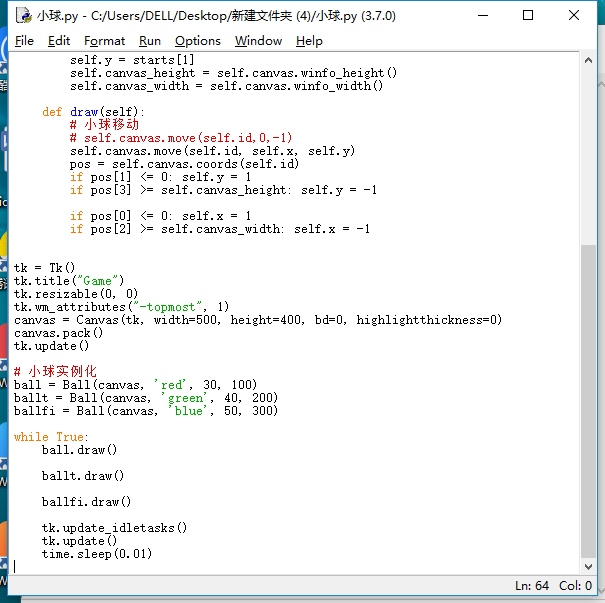 小球.py - C:/Users/DELL/Desktop/新建文件夹 (4)/小球.py (3.7.0)
File Edit Format Run Options Window Help
self.y = starts[1]
self.canvas_height = self.canvas.winfo_height()
self.canvas_width = self.canvas.winfo_width()
def draw(self):
# 小球移动
# self.canvas.move(self.id,0,-1)
self.canvas.move(self.id, self.x, self.y)
pos = self.canvas.coords(self.id)
if pos[1] <= 0: self.y = 1
if pos[3] >= self.canvas_height: self.y = -1
if pos[0] <= 0: self.x = 1
if pos[2] >= self.canvas_width: self.x = -1
tk = Tk()
tk.title("Game")
tk.resizable(0, 0)
tk.wm_attributes("-topmost", 1)
canvas = Canvas(tk, width=500, height=400, bd=0, highlightthickness=0)
canvas.pack()
tk.update()
# 小球实例化
ball = Ball(canvas, 'red', 30, 100)
ballt = Ball(canvas, 'green', 40, 200)
ballfi = Ball(canvas, 'blue', 50, 300)
while True:
ball.draw()
ballt.draw()
ballfi.draw()
tk.update_idletasks()
tk.update()
time.sleep(0.01)
Ln: 64 Col: 0